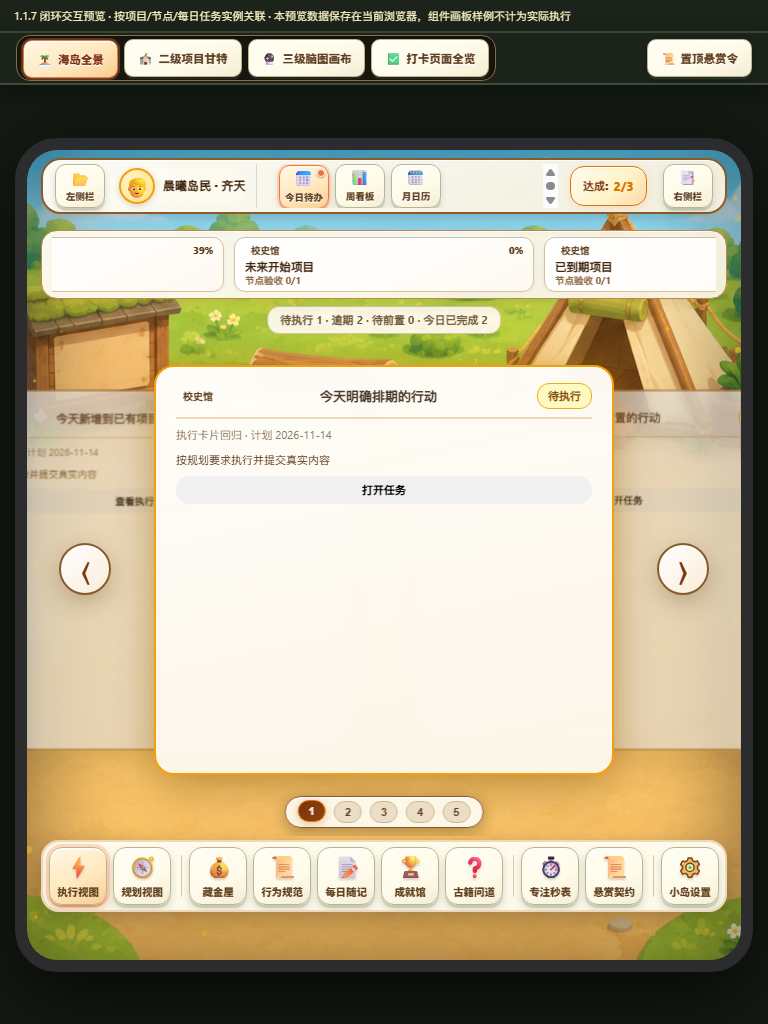 1.1.7 闭环交互预览 · 按项目/节点/每日任务实例关联 · 本预览数据保存在当前浏览器，组件画板样例不计为实际执行
海岛全景
二级项目甘特
三级脑图画布
打卡页面全览
置顶悬赏令
左侧栏
晨曦岛民 · 齐天
今日待办
周看板
月日历
达成: 2/3
右侧栏
39%
校史馆
0%
未来开始项目
节点验收 0/1
校史馆
已到期项目
节点验收 0/1
待执行 1 · 逾期 2 · 待前置 0 · 今日已完成 2
今天新增到已有项目
计划 2026-11-14
并提交真实内容
查看执行
校史馆
今天明确排期的行动
待执行
执行卡片回归 · 计划 2026-11-14
按规划要求执行并提交真实内容
打开任务
置的行动
开任务
1
2
3
4
5
执行视图
规划视图
藏金屋
行为规范
每日随记
成就馆
古籍问道
专注秒表
悬赏契约
小岛设置